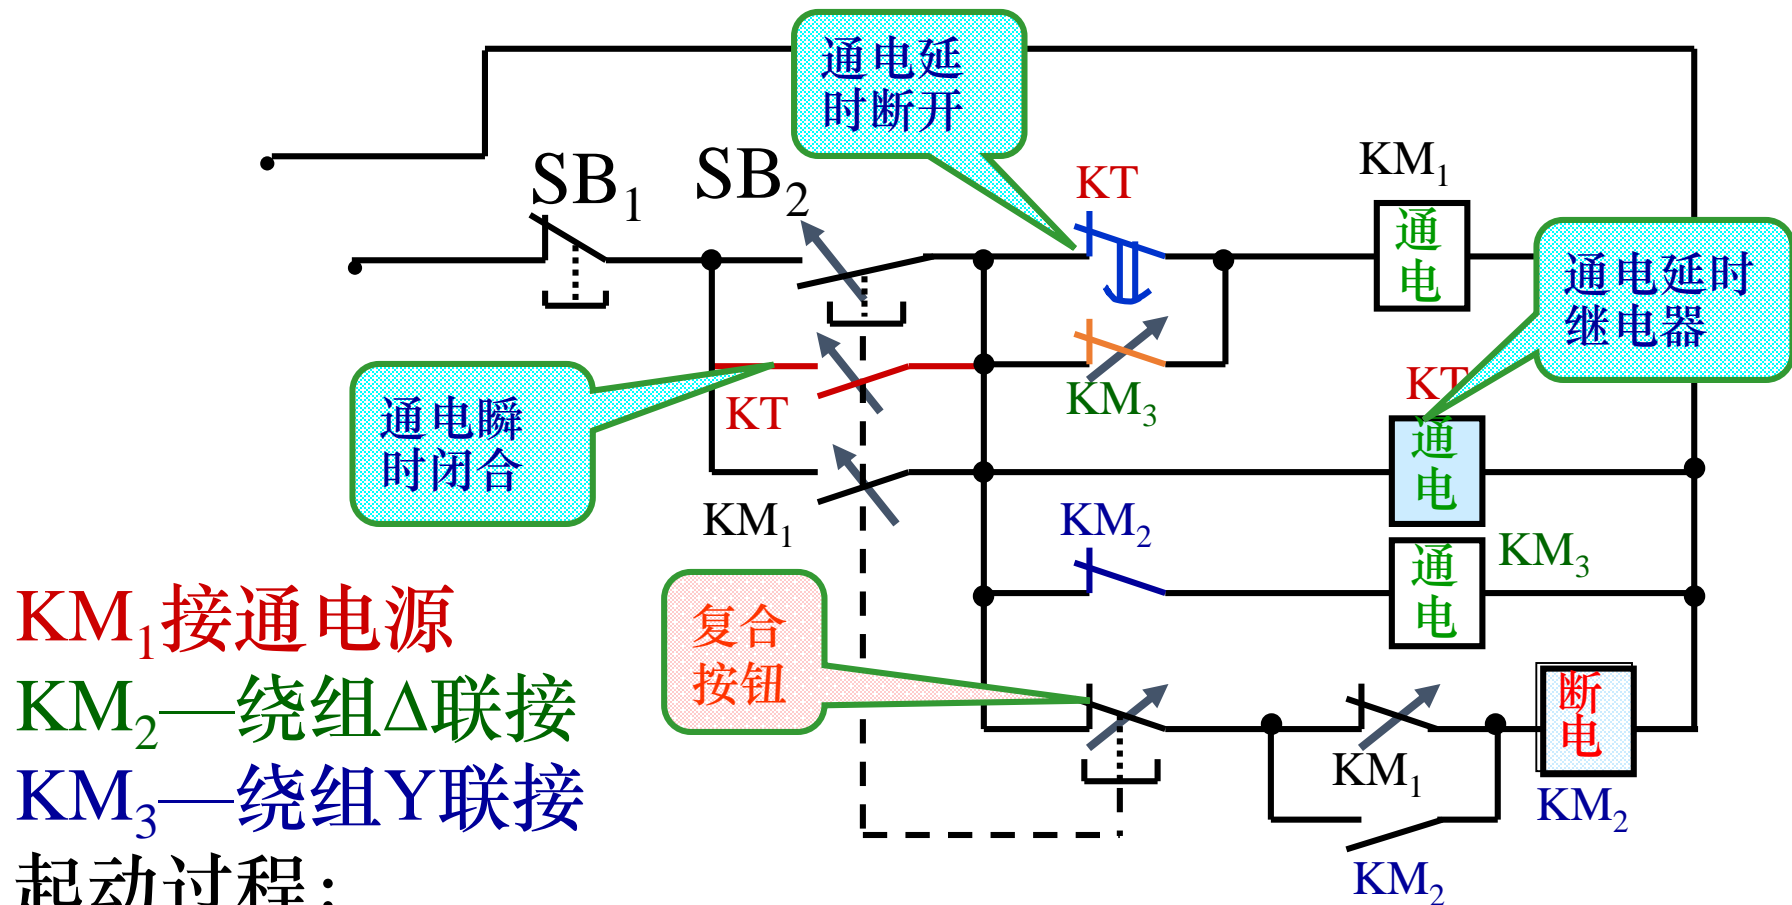 通电延
时断开
SB₁
SB₂
KT
KM₁
通
电
通电延时
继电器
KT
通电瞬
时闭合
KM₃
KT
通
电
KM₁
KM₂
通
电
KM₃
复合
按钮
断
电
KM₁
KM₂
KM₂
KM₁接通电源
KM₂—绕组Δ联接
KM₃—绕组Y联接
起动过程: